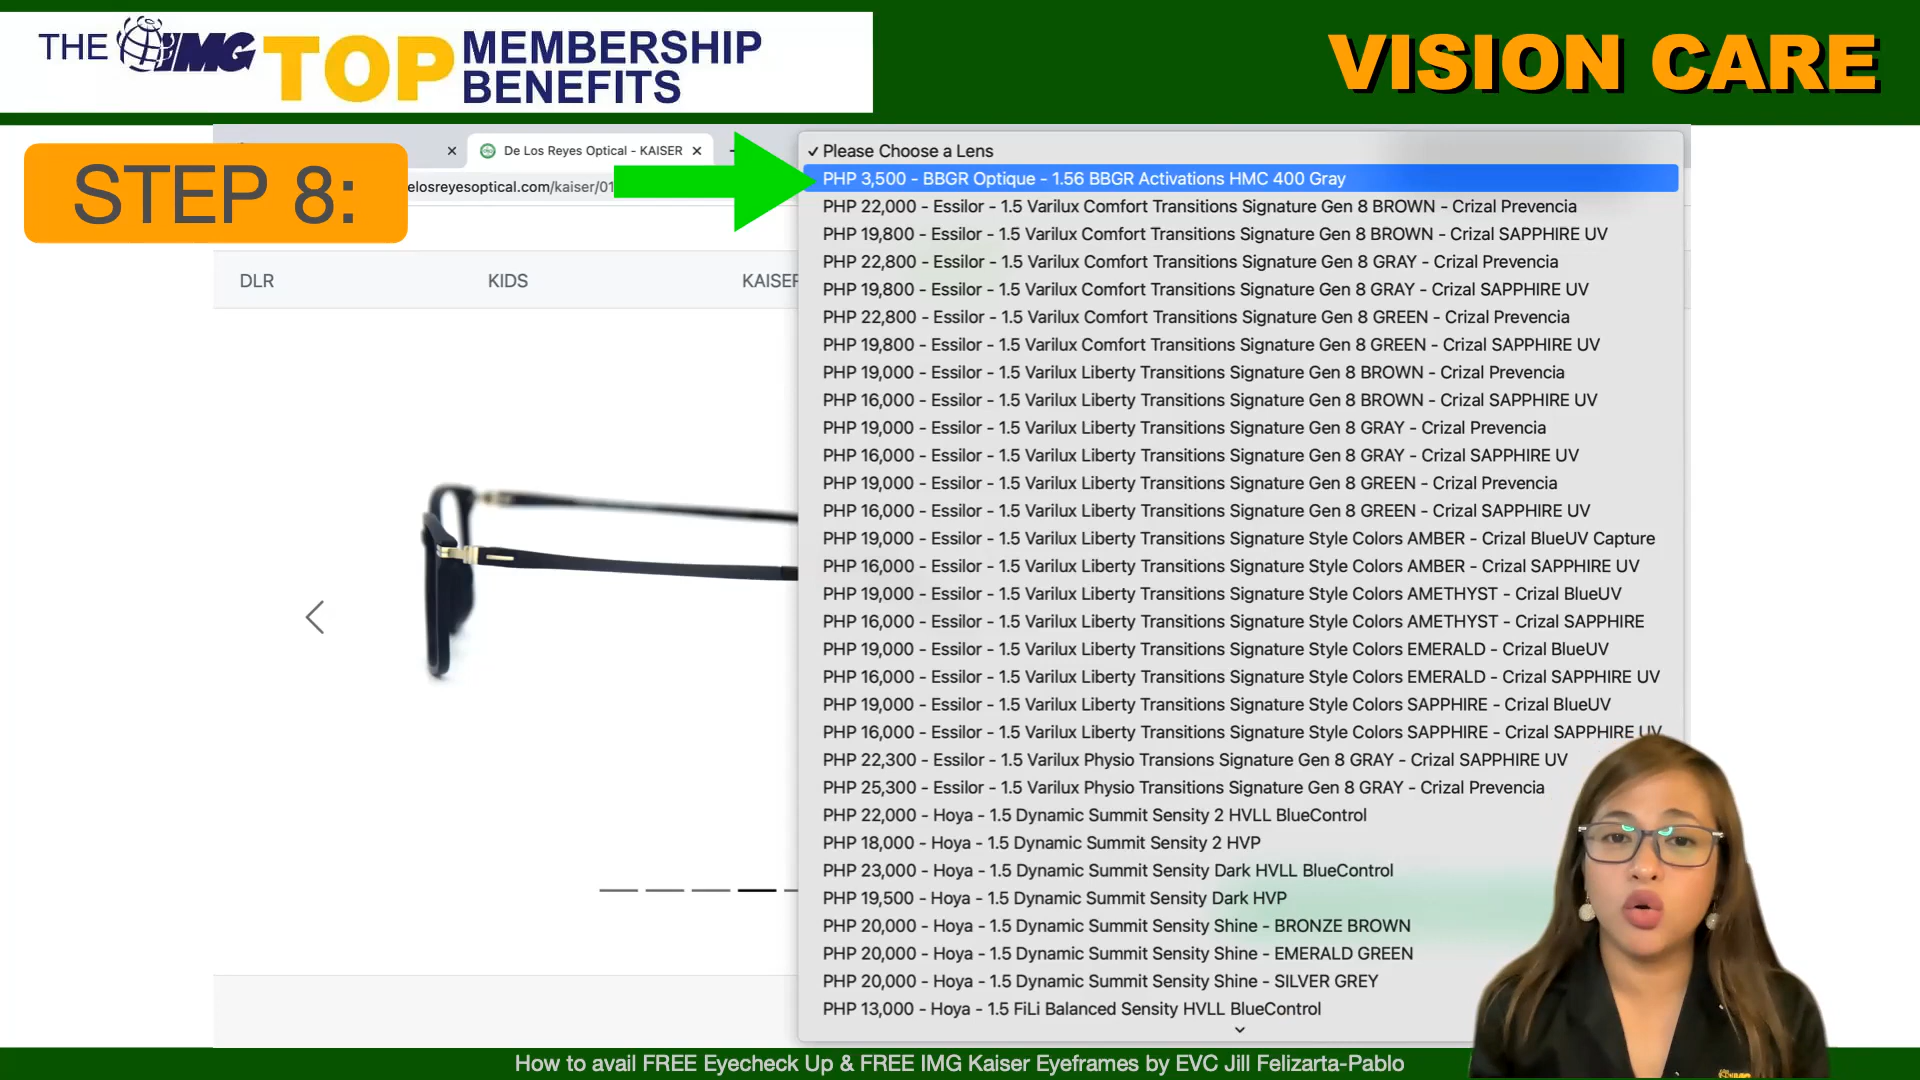 THE IMG TOP MEMBERSHIP BENEFITS
VISION CARE
STEP 8:
De Los Reyes Optical - KAISER
elosreyesoptical.com/kaiser/01
DLR
KIDS
KAISER
✓ Please Choose a Lens
PHP 3,500 - BBGR Optique - 1.56 BBGR Activations HMC 400 Gray
PHP 22,000 - Essilor - 1.5 Varilux Comfort Transitions Signature Gen 8 BROWN - Crizal Prevencia
PHP 19,800 - Essilor - 1.5 Varilux Comfort Transitions Signature Gen 8 BROWN - Crizal SAPPHIRE UV
PHP 22,800 - Essilor - 1.5 Varilux Comfort Transitions Signature Gen 8 GRAY - Crizal Prevencia
PHP 19,800 - Essilor - 1.5 Varilux Comfort Transitions Signature Gen 8 GRAY - Crizal SAPPHIRE UV
PHP 22,800 - Essilor - 1.5 Varilux Comfort Transitions Signature Gen 8 GREEN - Crizal Prevencia
PHP 19,800 - Essilor - 1.5 Varilux Comfort Transitions Signature Gen 8 GREEN - Crizal SAPPHIRE UV
PHP 19,000 - Essilor - 1.5 Varilux Liberty Transitions Signature Gen 8 BROWN - Crizal Prevencia
PHP 16,000 - Essilor - 1.5 Varilux Liberty Transitions Signature Gen 8 BROWN - Crizal SAPPHIRE UV
PHP 19,000 - Essilor - 1.5 Varilux Liberty Transitions Signature Gen 8 GRAY - Crizal Prevencia
PHP 16,000 - Essilor - 1.5 Varilux Liberty Transitions Signature Gen 8 GRAY - Crizal SAPPHIRE UV
PHP 19,000 - Essilor - 1.5 Varilux Liberty Transitions Signature Gen 8 GREEN - Crizal Prevencia
PHP 16,000 - Essilor - 1.5 Varilux Liberty Transitions Signature Gen 8 GREEN - Crizal SAPPHIRE UV
PHP 19,000 - Essilor - 1.5 Varilux Liberty Transitions Signature Style Colors AMBER - Crizal BlueUV Capture
PHP 16,000 - Essilor - 1.5 Varilux Liberty Transitions Signature Style Colors AMBER - Crizal SAPPHIRE UV
PHP 19,000 - Essilor - 1.5 Varilux Liberty Transitions Signature Style Colors AMETHYST - Crizal BlueUV
PHP 16,000 - Essilor - 1.5 Varilux Liberty Transitions Signature Style Colors AMETHYST - Crizal SAPPHIRE
PHP 19,000 - Essilor - 1.5 Varilux Liberty Transitions Signature Style Colors EMERALD - Crizal BlueUV
PHP 16,000 - Essilor - 1.5 Varilux Liberty Transitions Signature Style Colors EMERALD - Crizal SAPPHIRE UV
PHP 19,000 - Essilor - 1.5 Varilux Liberty Transitions Signature Style Colors SAPPHIRE - Crizal BlueUV
PHP 16,000 - Essilor - 1.5 Varilux Liberty Transitions Signature Style Colors SAPPHIRE - Crizal SAPPHIRE UV
PHP 22,300 - Essilor - 1.5 Varilux Physio Transions Signature Gen 8 GRAY - Crizal SAPPHIRE UV
PHP 25,300 - Essilor - 1.5 Varilux Physio Transitions Signature Gen 8 GRAY - Crizal Prevencia
PHP 22,000 - Hoya - 1.5 Dynamic Summit Sensity 2 HVLL BlueControl
PHP 18,000 - Hoya - 1.5 Dynamic Summit Sensity 2 HVP
PHP 23,000 - Hoya - 1.5 Dynamic Summit Sensity Dark HVLL BlueControl
PHP 19,500 - Hoya - 1.5 Dynamic Summit Sensity Dark HVP
PHP 20,000 - Hoya - 1.5 Dynamic Summit Sensity Shine - BRONZE BROWN
PHP 20,000 - Hoya - 1.5 Dynamic Summit Sensity Shine - EMERALD GREEN
PHP 20,000 - Hoya - 1.5 Dynamic Summit Sensity Shine - SILVER GREY
PHP 13,000 - Hoya - 1.5 FiLi Balanced Sensity HVLL BlueControl
How to avail FREE Eyecheck Up & FREE IMG Kaiser Eyeframes by EVC Jill Felizarta-Pablo